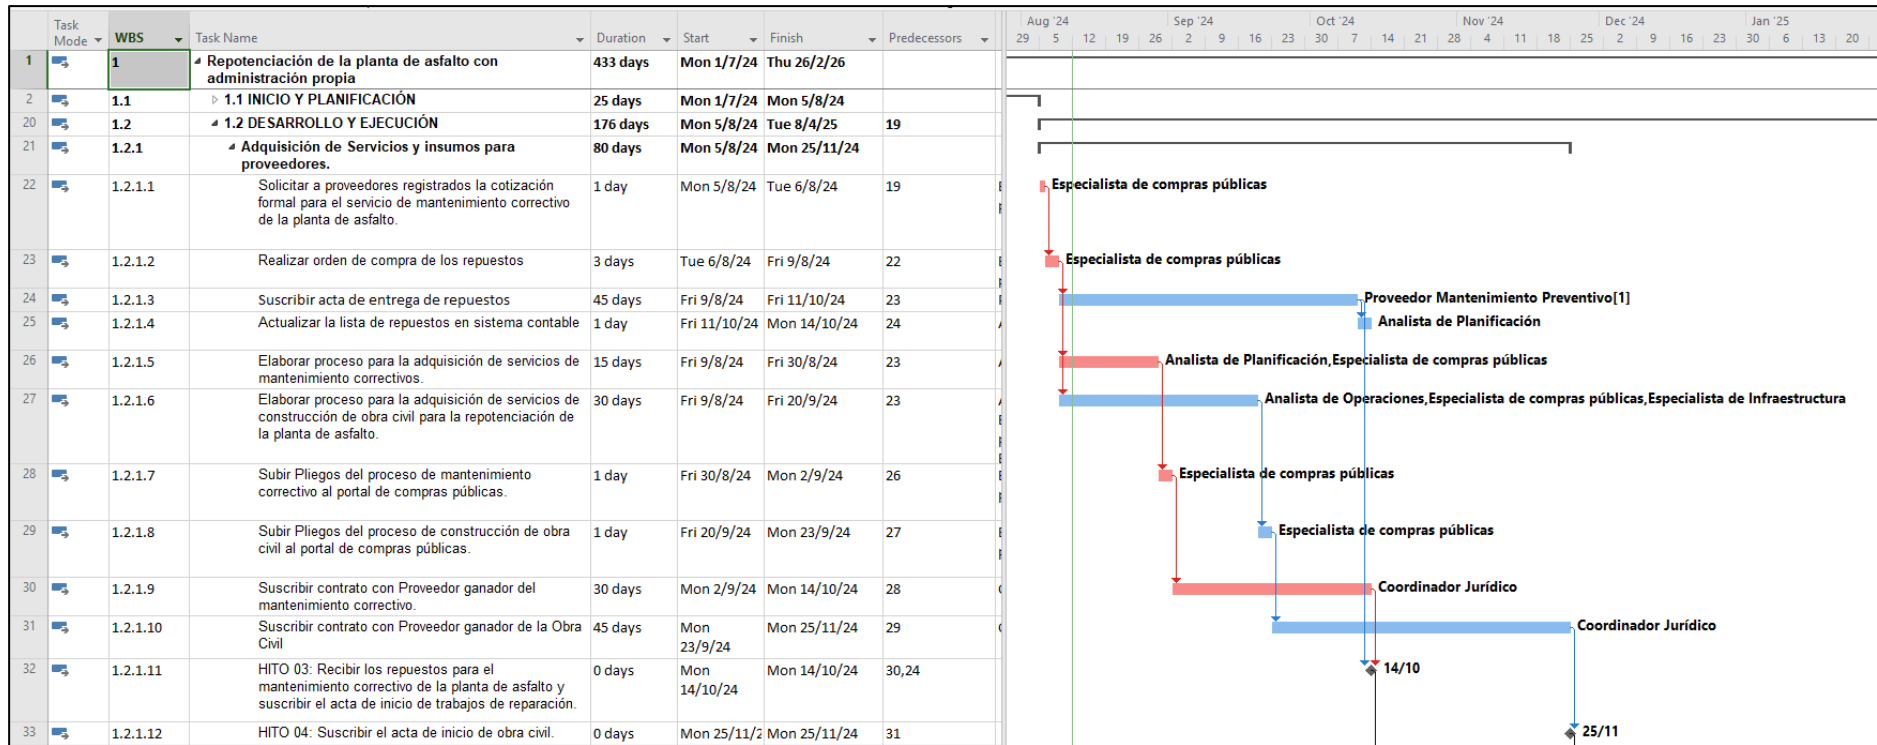 Task Mode WBS Task Name Duration Start Finish Predecessors
Aug '24 Sep '24 Oct '24 Nov '24 Dec '24 Jan '25
29 5 12 19 26 2 9 16 23 30 7 14 21 28 4 11 18 25 2 9 16 23 30 6 13 20
1 1 Repotenciación de la planta de asfalto con 433 days Mon 1/7/24 Thu 26/2/26
administración propia
2 1.1 1.1 INICIO Y PLANIFICACIÓN 25 days Mon 1/7/24 Mon 5/8/24
20 1.2 1.2 DESARROLLO Y EJECUCIÓN 176 days Mon 5/8/24 Tue 8/4/25 19
21 1.2.1 Adquisición de Servicios y insumos para 80 days Mon 5/8/24 Mon 25/11/24
proveedores.
22 1.2.1.1 Solicitar a proveedores registrados la cotización 1 day Mon 5/8/24 Tue 6/8/24 19 Especialista de compras públicas
formal para el servicio de mantenimiento correctivo
de la planta de asfalto.
23 1.2.1.2 Realizar orden de compra de los repuestos 3 days Tue 6/8/24 Fri 9/8/24 22 Especialista de compras públicas
24 1.2.1.3 Suscribir acta de entrega de repuestos 45 days Fri 9/8/24 Fri 11/10/24 23 Proveedor Mantenimiento Preventivo[1]
25 1.2.1.4 Actualizar la lista de repuestos en sistema contable 1 day Fri 11/10/24 Mon 14/10/24 24 Analista de Planificación
26 1.2.1.5 Elaborar proceso para la adquisición de servicios de 15 days Fri 9/8/24 Fri 30/8/24 23 Analista de Planificación,Especialista de compras públicas
mantenimiento correctivos.
27 1.2.1.6 Elaborar proceso para la adquisición de servicios de 30 days Fri 9/8/24 Fri 20/9/24 23 Analista de Operaciones,Especialista de compras públicas,Especialista de Infraestructura
construcción de obra civil para la repotenciación de
la planta de asfalto.
28 1.2.1.7 Subir Pliegos del proceso de mantenimiento 1 day Fri 30/8/24 Mon 2/9/24 26 Especialista de compras públicas
correctivo al portal de compras públicas.
29 1.2.1.8 Subir Pliegos del proceso de construcción de obra 1 day Fri 20/9/24 Mon 23/9/24 27 Especialista de compras públicas
civil al portal de compras públicas.
30 1.2.1.9 Suscribir contrato con Proveedor ganador del 30 days Mon 2/9/24 Mon 14/10/24 28 Coordinador Jurídico
mantenimiento correctivo.
31 1.2.1.10 Suscribir contrato con Proveedor ganador de la Obra 45 days Mon Mon 25/11/24 29 Coordinador Jurídico
Civil 23/9/24
32 1.2.1.11 HITO 03: Recibir los repuestos para el 0 days Mon Mon 14/10/24 30,24 14/10
mantenimiento correctivo de la planta de asfalto y 14/10/24
suscribir el acta de inicio de trabajos de reparación.
33 1.2.1.12 HITO 04: Suscribir el acta de inicio de obra civil. 0 days Mon 25/11/2 Mon 25/11/24 31 25/11